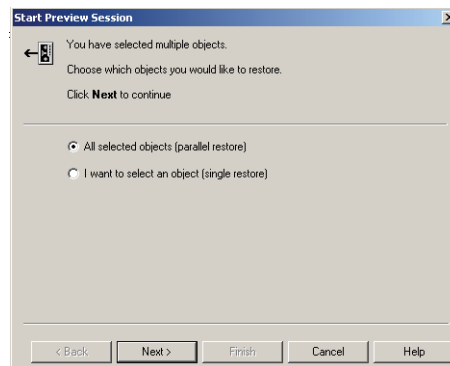 Start Preview Session
You have selected multiple objects.
Choose which objects you would like to restore.
Click Next to continue
All selected objects (parallel restore)
I want to select an object (single restore)
< Back Next > Finish Cancel Help